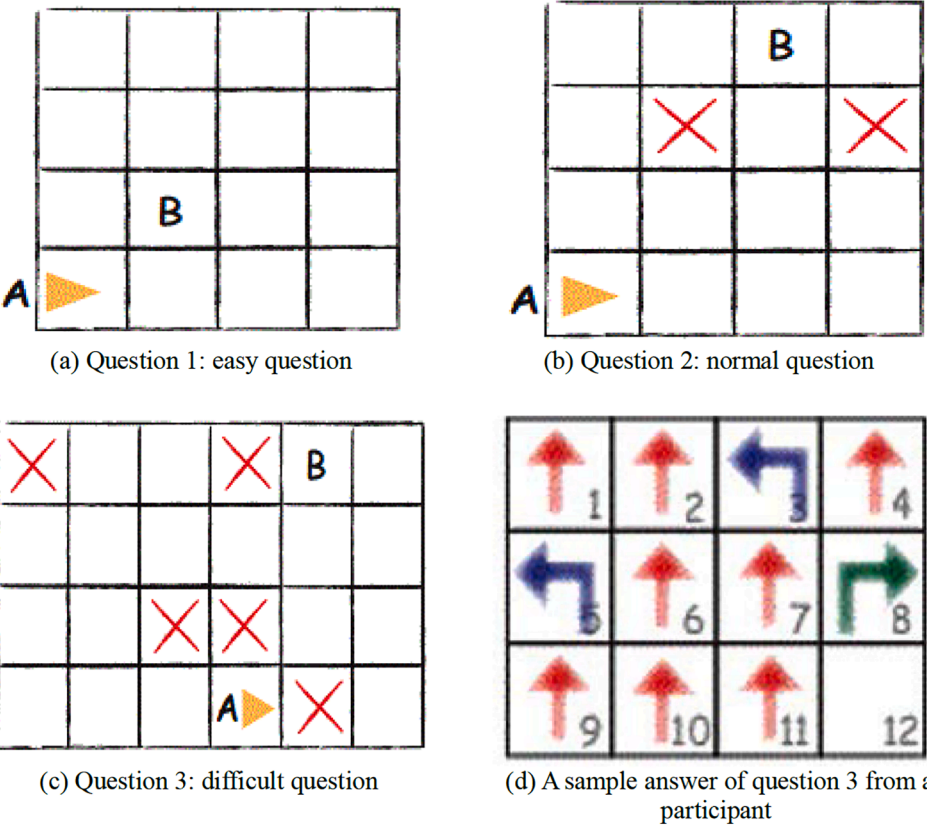 B
A
(a) Question 1: easy question
B
A
(b) Question 2: normal question
B
A
(c) Question 3: difficult question
1 2 3 4
5 6 7 8
9 10 11 12
(d) A sample answer of question 3 from a
participant